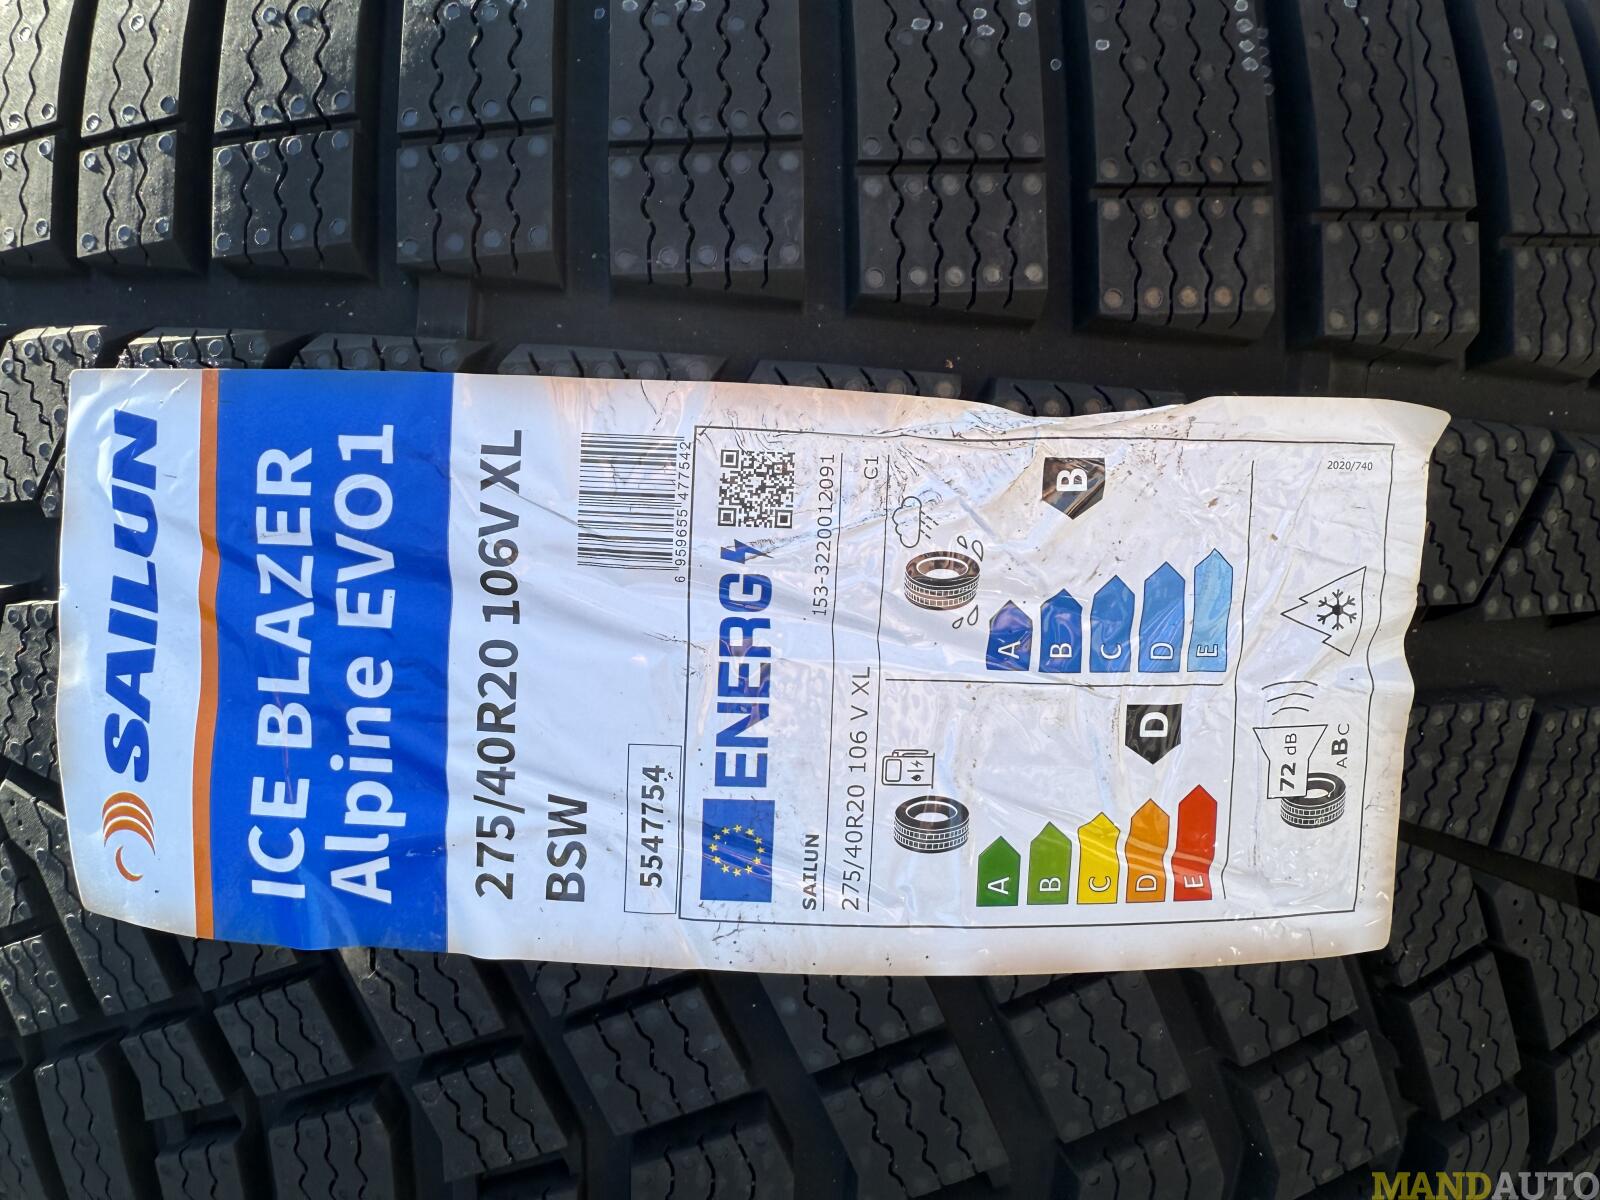 SAILUN
ICE BLAZER
Alpine EVO1
275/40R20 106V XL
BSW
5547754
6 959655 477542
ENERG
SAILUN
153-3220012091
275/40R20 106 V XL
C1
A
B
C
D
E
D
A
B
C
D
E
B
72 dB
ABC
2020/740
MANDAUTO